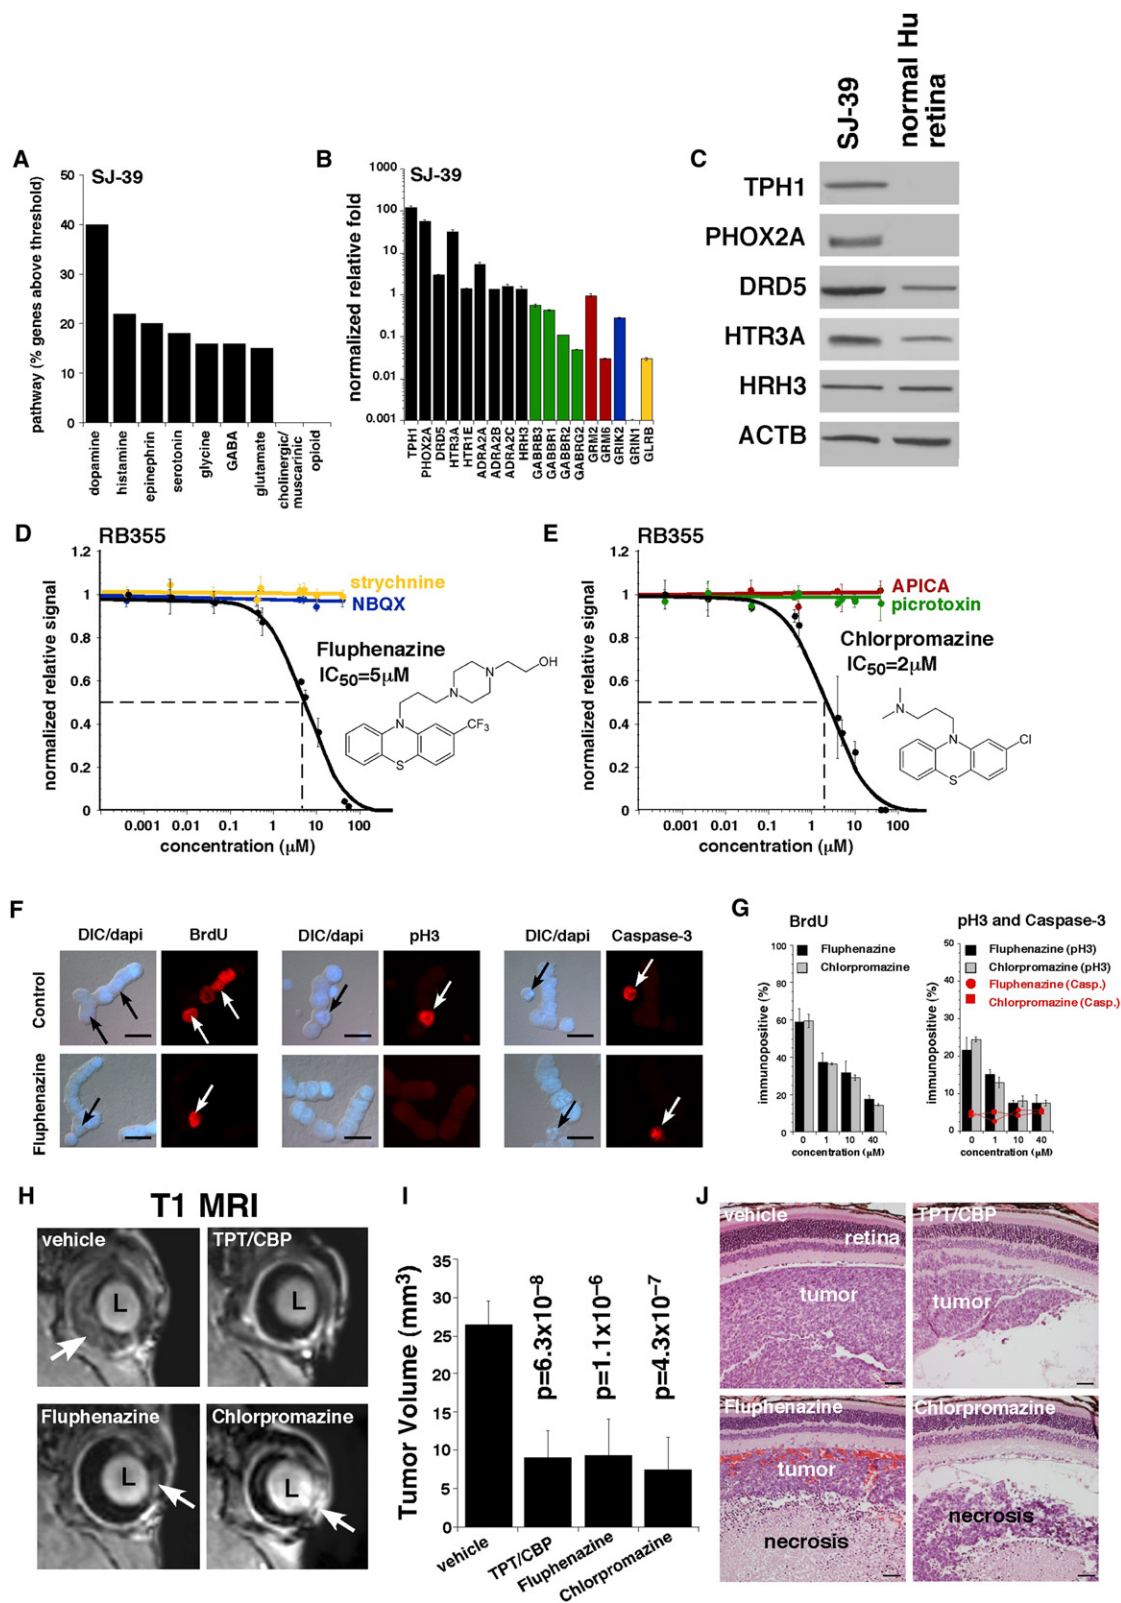 A
SJ-39
pathway (% genes above threshold)
50
40
30
20
10
0
dopamine
histamine
epinephrin
serotonin
glycine
GABA
glutamate
cholinergic/
muscarinic
opioid
B
SJ-39
normalized relative fold
1000
100
10
1
0.1
0.01
0.001
TPH1
PHOX2A
DRD5
HTR3A
HTR1E
ADRA2A
ADRA2B
ADRA2C
HRH3
GABRB3
GABBR1
GABBR2
GABRG2
GRM2
GRM6
GRIK2
GRIN1
GLRB
C
SJ-39
normal Hu
retina
TPH1
PHOX2A
DRD5
HTR3A
HRH3
ACTB
D
RB355
normalized relative signal
1.2
1
0.8
0.6
0.4
0.2
0
strychnine
NBQX
Fluphenazine
IC50=5μM
OH
N
N
N
CF3
S
0.001 0.01 0.1 1 10 100
concentration (μM)
E
RB355
normalized relative signal
1.2
1
0.8
0.6
0.4
0.2
0
APICA
picrotoxin
Chlorpromazine
IC50=2μM
N
N
Cl
S
0.001 0.01 0.1 1 10 100
concentration (μM)
F
DIC/dapi BrdU DIC/dapi pH3 DIC/dapi Caspase-3
Control
Fluphenazine
G
BrdU
immunopositive (%)
100
80
60
40
20
0
Fluphenazine
Chlorpromazine
0 1 10 40
concentration (μM)
pH3 and Caspase-3
immunopositive (%)
50
40
30
20
10
0
Fluphenazine (pH3)
Chlorpromazine (pH3)
Fluphenazine (Casp.)
Chlorpromazine (Casp.)
0 1 10 40
concentration (μM)
H
T1 MRI
vehicle
L
TPT/CBP
L
Fluphenazine
L
Chlorpromazine
L
I
Tumor Volume (mm3)
35
30
25
20
15
10
5
0
p=6.3x10−8
p=1.1x10−6
p=4.3x10−7
vehicle
TPT/CBP
Fluphenazine
Chlorpromazine
J
vehicle
retina
tumor
TPT/CBP
tumor
Fluphenazine
tumor
necrosis
Chlorpromazine
necrosis